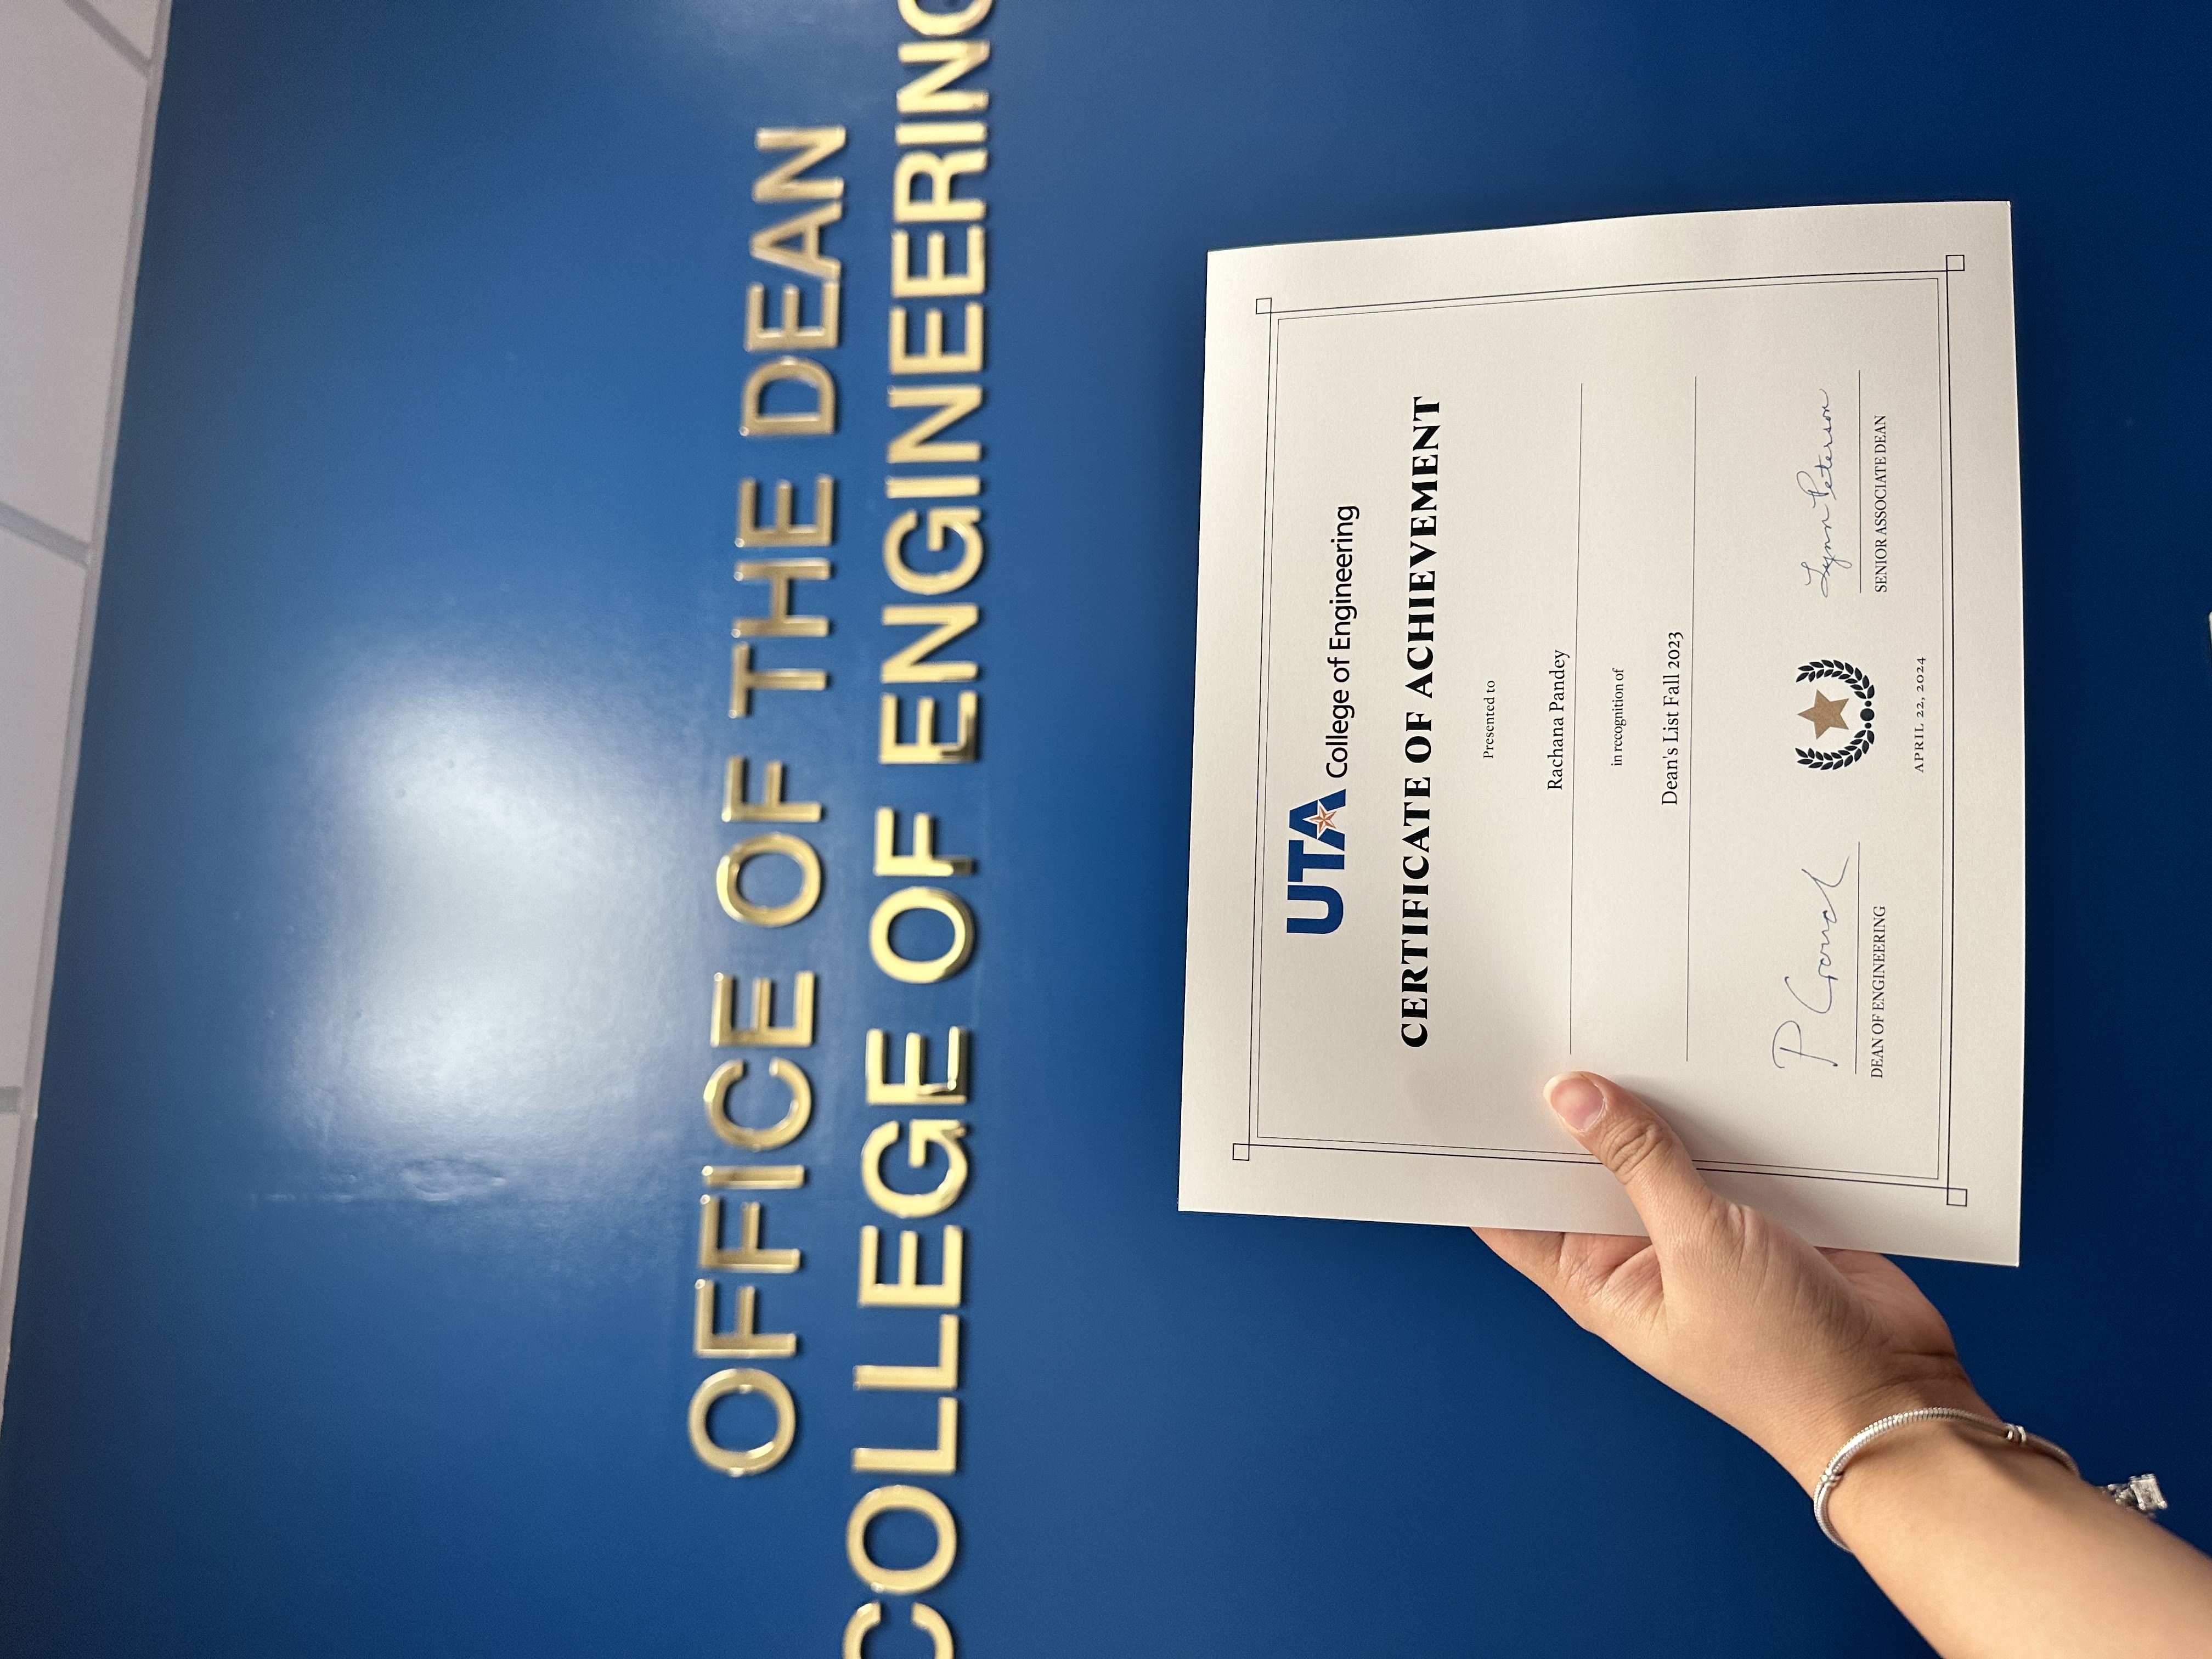 OFFICE OF THE DEAN
COLLEGE OF ENGINEERING
UTA College of Engineering
CERTIFICATE OF ACHIEVEMENT
Presented to
Rachana Pandey
in recognition of
Dean's List Fall 2023
P Crouch
Lynn Peterson
DEAN OF ENGINEERING
SENIOR ASSOCIATE DEAN
APRIL 22, 2024